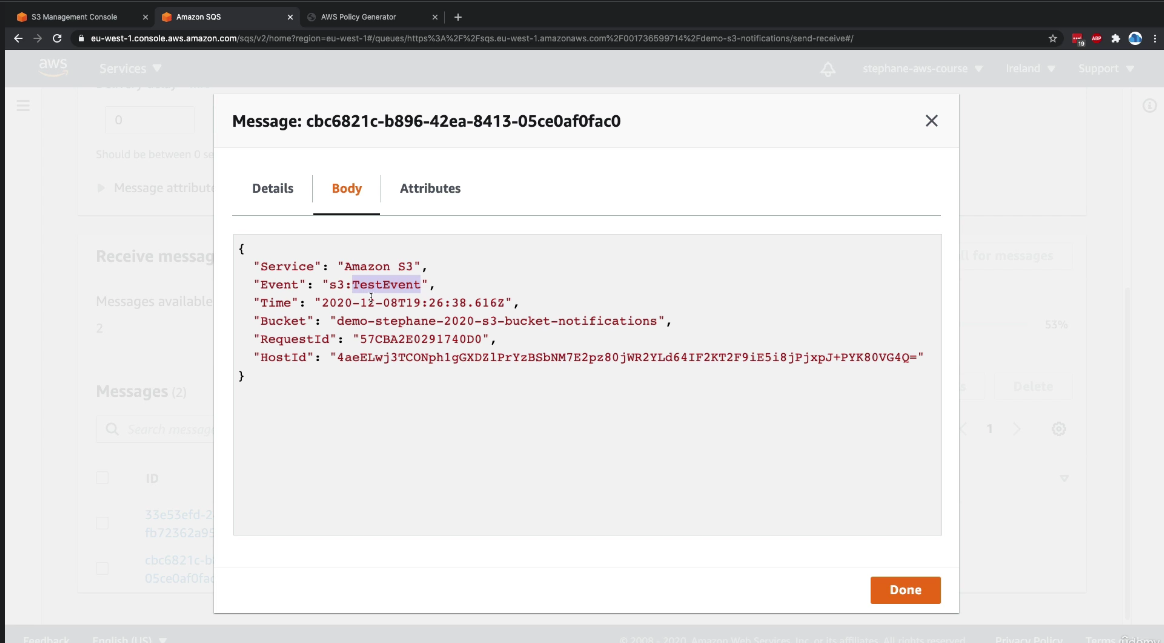 S3 Management Console
Amazon SQS
AWS Policy Generator
eu-west-1.console.aws.amazon.com/sqs/v2/home?region=eu-west-1#/queues/https%3A%2F%2Fsqs.eu-west-1.amazonaws.com%2F001736599714%2Fdemo-s3-notifications/send-receive#/
19
ABP
aws
Services
stephane-aws-course
Ireland
Support
0
Should be between 0 se
Message attribut
Receive messag
ll for messages
Messages available
2
53%
Messages (2)
Delete
Search message
1
ID
33e53efd-2
fb72362a95
cbc6821c-b
05ce0af0fac
Message: cbc6821c-b896-42ea-8413-05ce0af0fac0
Details
Body
Attributes
{
"Service": "Amazon S3",
"Event": "s3:TestEvent",
"Time": "2020-12-08T19:26:38.616Z",
"Bucket": "demo-stephane-2020-s3-bucket-notifications",
"RequestId": "57CBA2E0291740D0",
"HostId": "4aeELwj3TCONph1gGXDZ1PrYzBSbNM7E2pz80jWR2YLd64IF2KT2F9iE5i8jPjxpJ+PYK80VG4Q="
}
Done
Feedback
English (US)
© 2008 - 2020, Amazon Web Services, Inc. or its affiliates. All rights reserved.
Privacy Policy
Terms